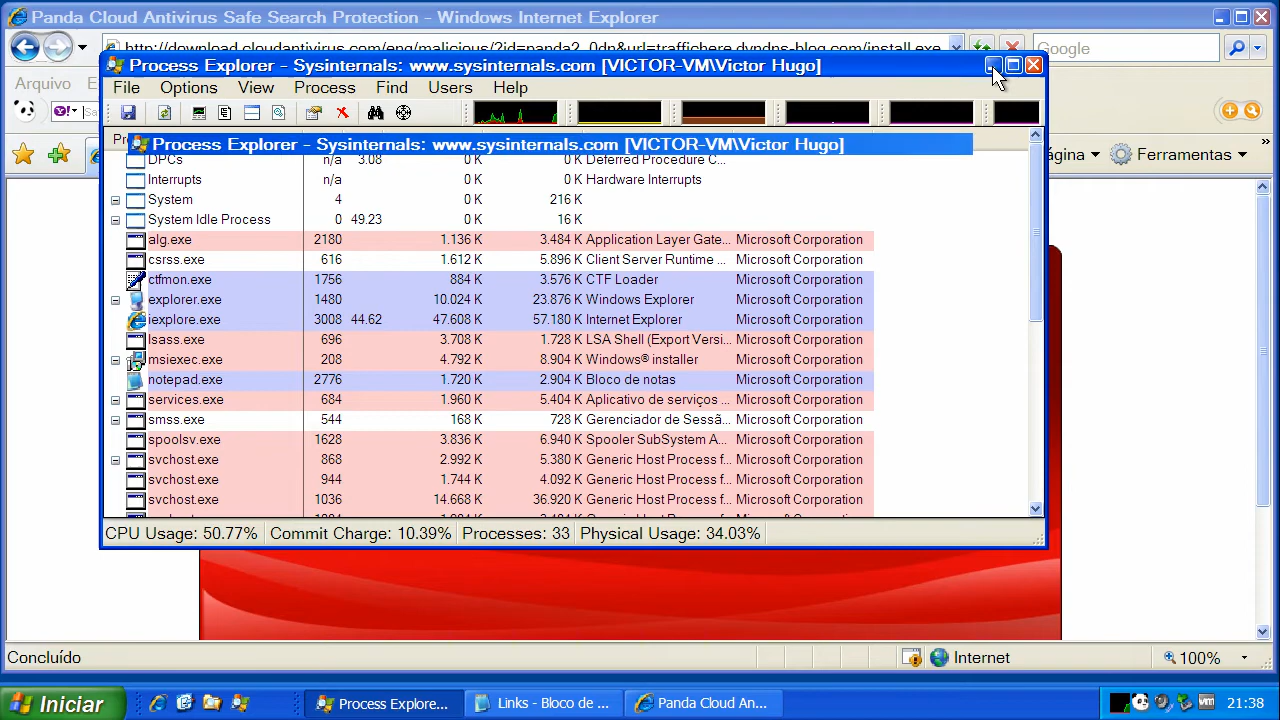 Panda Cloud Antivirus Safe Search Protection - Windows Internet Explorer
http://download.cloudantivirus.com/eng/malicious/?id=panda2_0dn&url=traffichere.dyndns-blog.com/install.exe
Google
Process Explorer - Sysinternals: www.sysinternals.com [VICTOR-VM\Victor Hugo]
Arquivo
File Options View Process Find Users Help
Y!
Process Explorer - Sysinternals: www.sysinternals.com [VICTOR-VM\Victor Hugo]
Ferramentas
DPCs n/a 3.08 0 K 0 K Deferred Procedure C...
Interrupts n/a 0 K 0 K Hardware Interrupts
System 4 0 K 216 K
System Idle Process 0 49.23 0 K 16 K
alg.exe 2180 1.136 K 3.484 K Application Layer Gate... Microsoft Corporation
csrss.exe 616 1.612 K 5.896 K Client Server Runtime ... Microsoft Corporation
ctfmon.exe 1756 884 K 3.576 K CTF Loader Microsoft Corporation
explorer.exe 1480 10.024 K 23.876 K Windows Explorer Microsoft Corporation
iexplore.exe 3008 44.62 47.608 K 57.180 K Internet Explorer Microsoft Corporation
lsass.exe 696 3.708 K 1.728 K LSA Shell (Export Versi... Microsoft Corporation
msiexec.exe 208 4.792 K 8.904 K Windows® installer Microsoft Corporation
notepad.exe 2776 1.720 K 2.904 K Bloco de notas Microsoft Corporation
services.exe 684 1.960 K 5.404 K Aplicativo de serviços ... Microsoft Corporation
smss.exe 544 168 K 728 K Gerenciador de Sessã... Microsoft Corporation
spoolsv.exe 1628 3.836 K 6.940 K Spooler SubSystem A... Microsoft Corporation
svchost.exe 868 2.992 K 5.380 K Generic Host Process f... Microsoft Corporation
svchost.exe 944 1.744 K 4.092 K Generic Host Process f... Microsoft Corporation
svchost.exe 1036 14.668 K 36.920 K Generic Host Process f... Microsoft Corporation
CPU Usage: 50.77% Commit Charge: 10.39% Processes: 33 Physical Usage: 34.03%
Concluído Internet 100%
Iniciar Process Explore... Links - Bloco de ... Panda Cloud An... 21:38